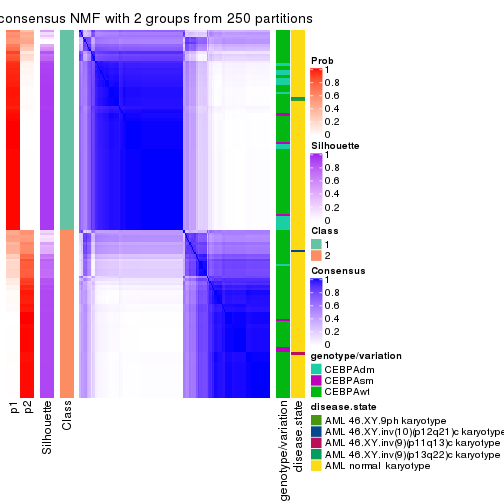 consensus NMF with 2 groups from 250 partitions
Prob
1
0.8
0.6
0.4
0.2
0
Silhouette
1
0.8
0.6
0.4
0.2
0
Class
1
2
Consensus
1
0.8
0.6
0.4
0.2
0
genotype/variation
CEBPAdm
CEBPAsm
CEBPAwt
disease.state
AML 46.XY.9ph karyotype
AML 46.XY.inv(10)(p12q21)c karyotype
AML 46.XY.inv(9)(p11q13)c karyotype
AML 46.XY.inv(9)(p13q22)c karyotype
AML normal karyotype
p1
p2
Silhouette
Class
genotype/variation
disease.state